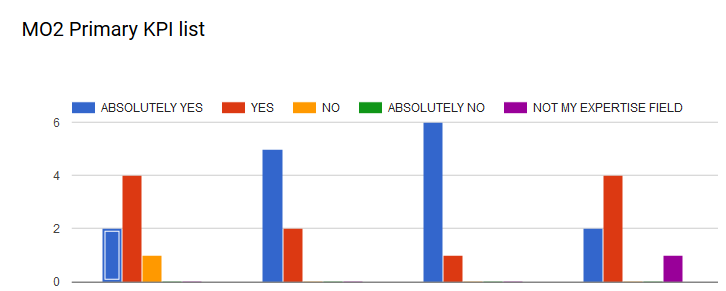 MO2 Primary KPI list
ABSOLUTELY YES YES NO ABSOLUTELY NO NOT MY EXPERTISE FIELD
6
4
2
0